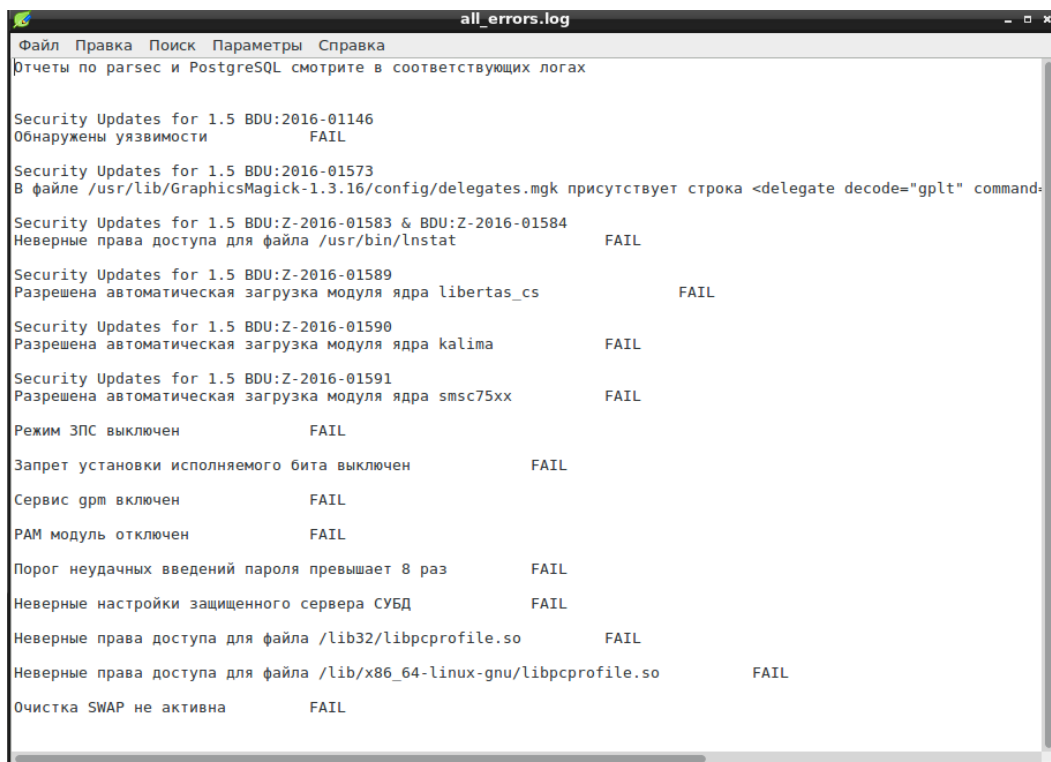 all_errors.log
Файл Правка Поиск Параметры Справка
Отчеты по parsec и PostgreSQL смотрите в соответствующих логах
Security Updates for 1.5 BDU:2016-01146
Обнаружены уязвимости FAIL
Security Updates for 1.5 BDU:2016-01573
В файле /usr/lib/GraphicsMagick-1.3.16/config/delegates.mgk присутствует строка <delegate decode="gplt" command=
Security Updates for 1.5 BDU:Z-2016-01583 & BDU:Z-2016-01584
Неверные права доступа для файла /usr/bin/lnstat FAIL
Security Updates for 1.5 BDU:Z-2016-01589
Разрешена автоматическая загрузка модуля ядра libertas_cs FAIL
Security Updates for 1.5 BDU:Z-2016-01590
Разрешена автоматическая загрузка модуля ядра kalima FAIL
Security Updates for 1.5 BDU:Z-2016-01591
Разрешена автоматическая загрузка модуля ядра smsc75xx FAIL
Режим ЗПС выключен FAIL
Запрет установки исполняемого бита выключен FAIL
Сервис gpm включен FAIL
PAM модуль отключен FAIL
Порог неудачных введений пароля превышает 8 раз FAIL
Неверные настройки защищенного сервера СУБД FAIL
Неверные права доступа для файла /lib32/libpcprofile.so FAIL
Неверные права доступа для файла /lib/x86_64-linux-gnu/libpcprofile.so FAIL
Очистка SWAP не активна FAIL